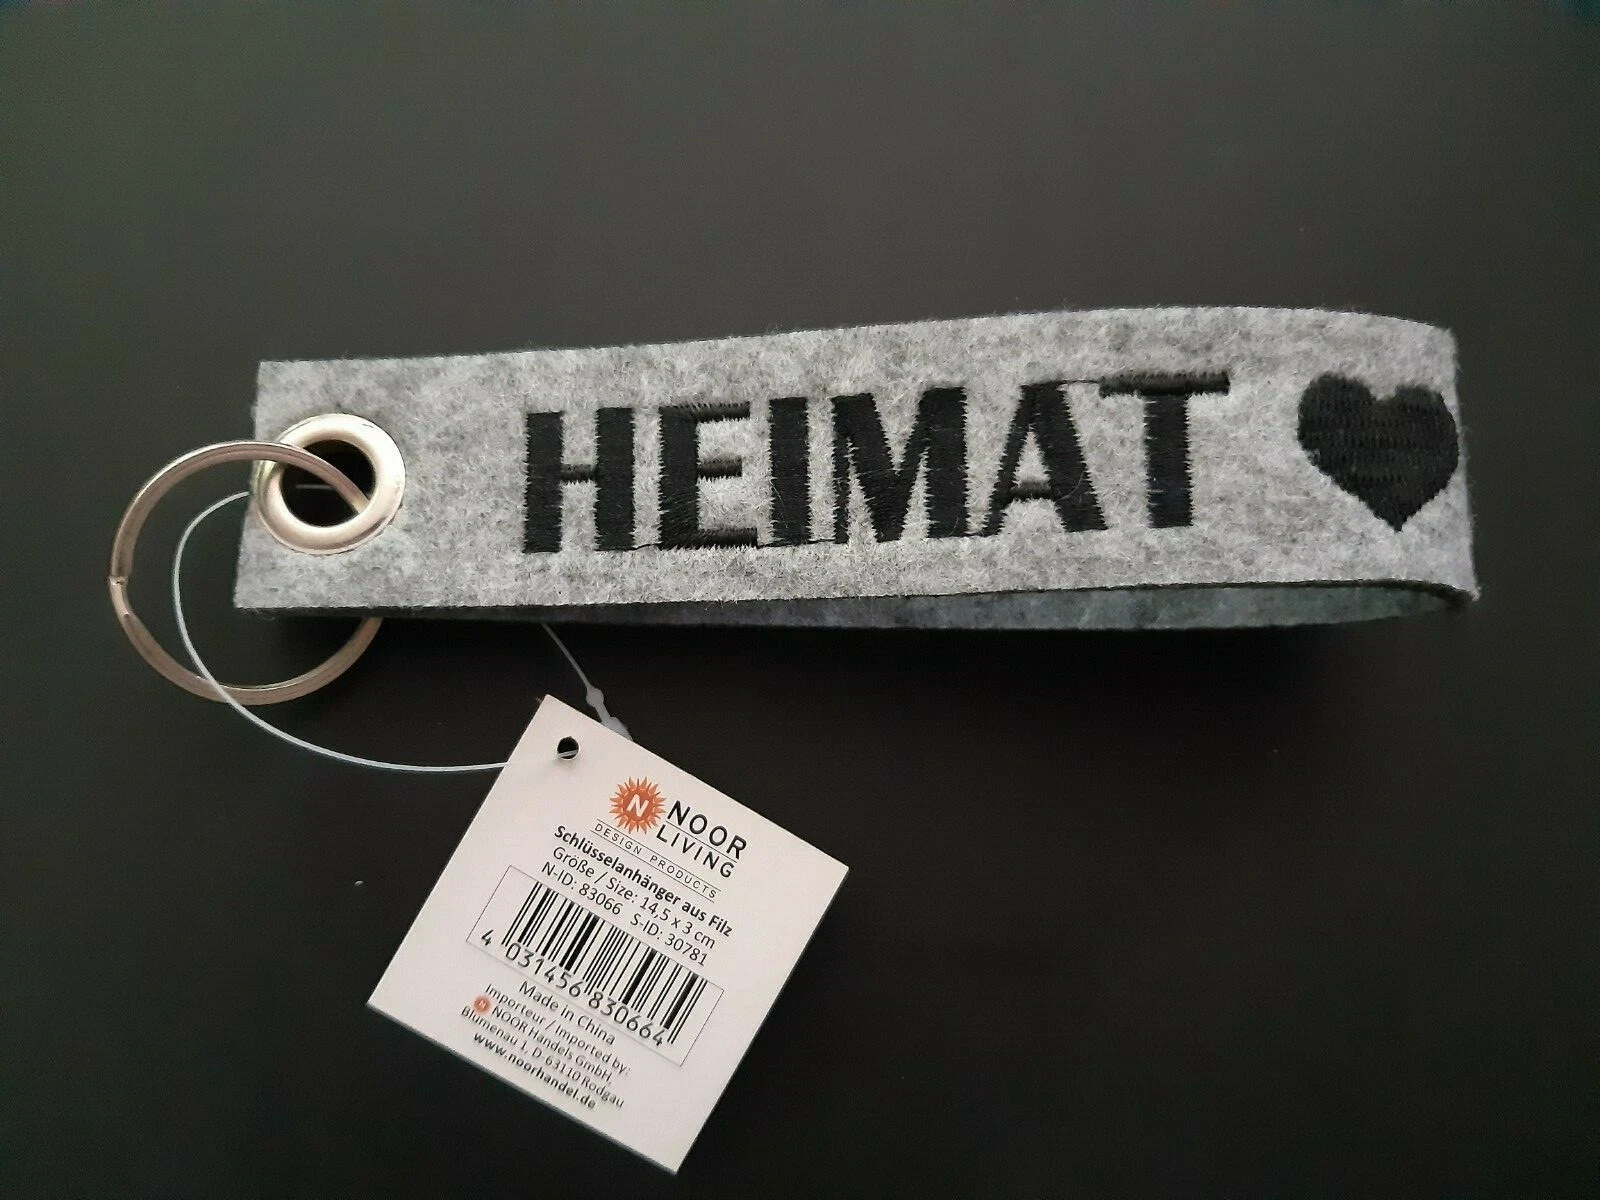 HEIMAT
N NOOR
LIVING
DESIGN PRODUCTS
Schlüsselanhänger aus Filz
Größe / Size: 14,5 x 3 cm
N-ID: 83066 S-ID: 30781
4 031456 830664
Made in China
Importeur / Imported by:
N NOOR Handels GmbH,
Blumenau 1, D-63110 Rodgau
www.noorhandel.de